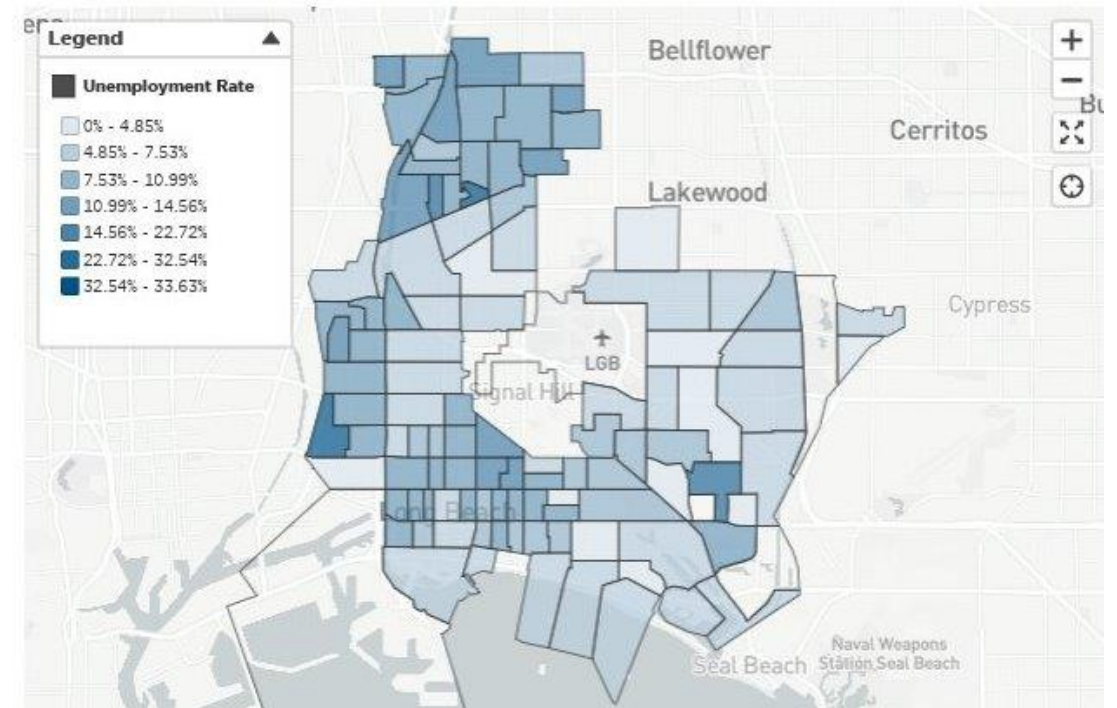 Legend
Unemployment Rate
0% - 4.85%
4.85% - 7.53%
7.53% - 10.99%
10.99% - 14.56%
14.56% - 22.72%
22.72% - 32.54%
32.54% - 33.63%
Bellflower
Cerritos
Lakewood
Cypress
LGB
Signal Hill
Long Beach
Seal Beach
Naval Weapons
Station Seal Beach
+
−